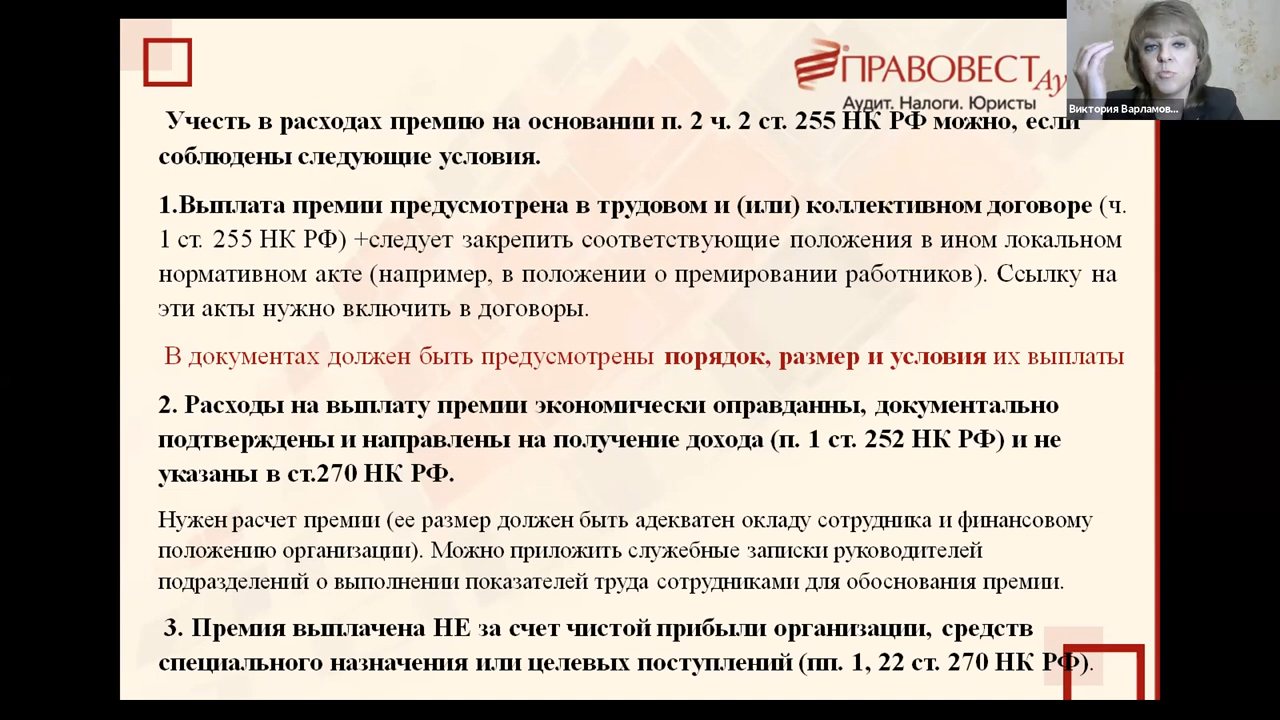 ПРАВОВЕСТ Ау
Аудит. Налоги. Юристы
Виктория Варламов...
Учесть в расходах премию на основании п. 2 ч. 2 ст. 255 НК РФ можно, если
соблюдены следующие условия.
1.Выплата премии предусмотрена в трудовом и (или) коллективном договоре (ч.
1 ст. 255 НК РФ) +следует закрепить соответствующие положения в ином локальном
нормативном акте (например, в положении о премировании работников). Ссылку на
эти акты нужно включить в договоры.
В документах должен быть предусмотрены порядок, размер и условия их выплаты
2. Расходы на выплату премии экономически оправданны, документально
подтверждены и направлены на получение дохода (п. 1 ст. 252 НК РФ) и не
указаны в ст.270 НК РФ.
Нужен расчет премии (ее размер должен быть адекватен окладу сотрудника и финансовому
положению организации). Можно приложить служебные записки руководителей
подразделений о выполнении показателей труда сотрудниками для обоснования премии.
3. Премия выплачена НЕ за счет чистой прибыли организации, средств
специального назначения или целевых поступлений (пп. 1, 22 ст. 270 НК РФ).